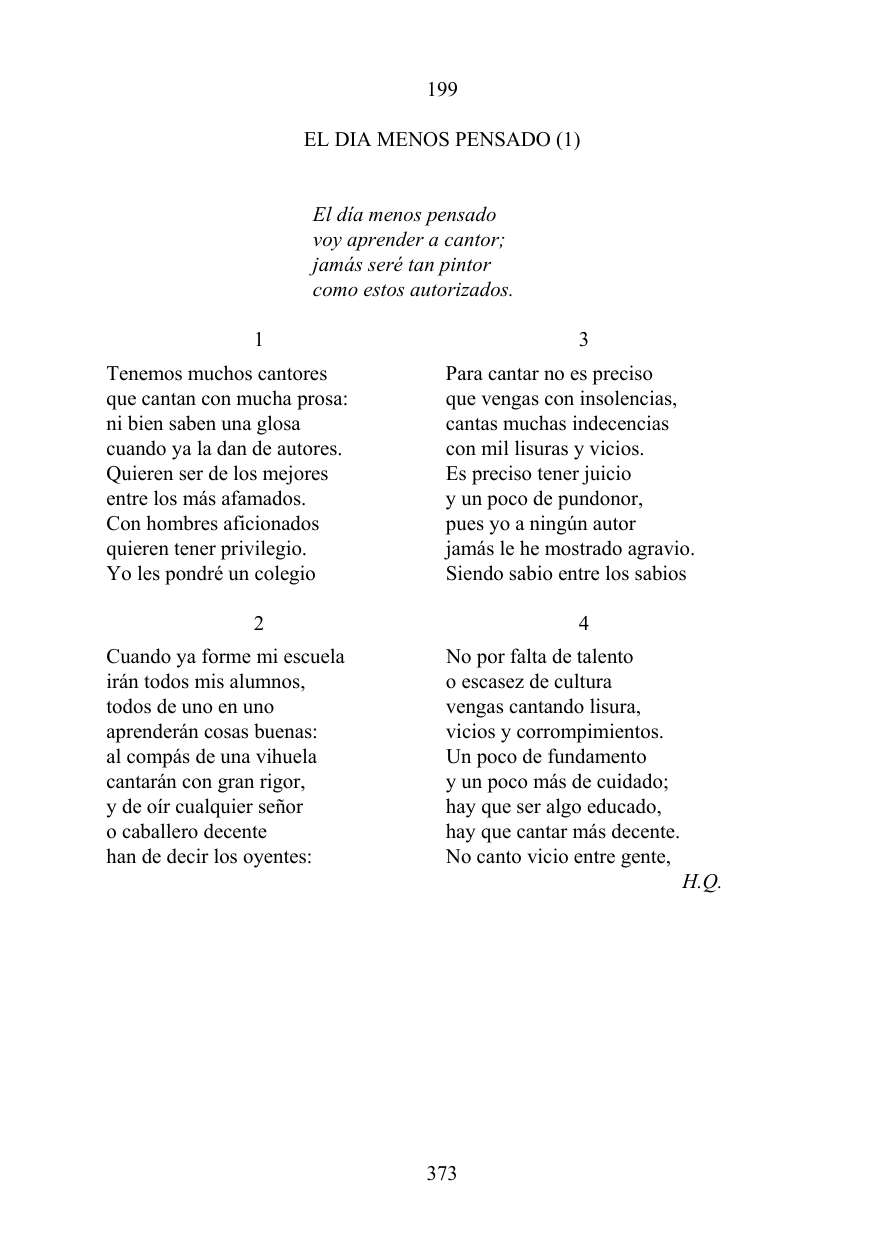 199
EL DIA MENOS PENSADO (1)
El día menos pensado
voy aprender a cantor;
jamás seré tan pintor
como estos autorizados.
1
Tenemos muchos cantores
que cantan con mucha prosa:
ni bien saben una glosa
cuando ya la dan de autores.
Quieren ser de los mejores
entre los más afamados.
Con hombres aficionados
quieren tener privilegio.
Yo les pondré un colegio
2
Cuando ya forme mi escuela
irán todos mis alumnos,
todos de uno en uno
aprenderán cosas buenas:
al compás de una vihuela
cantarán con gran rigor,
y de oír cualquier señor
o caballero decente
han de decir los oyentes:
3
Para cantar no es preciso
que vengas con insolencias,
cantas muchas indecencias
con mil lisuras y vicios.
Es preciso tener juicio
y un poco de pundonor,
pues yo a ningún autor
jamás le he mostrado agravio.
Siendo sabio entre los sabios
4
No por falta de talento
o escasez de cultura
vengas cantando lisura,
vicios y corrompimientos.
Un poco de fundamento
y un poco más de cuidado;
hay que ser algo educado,
hay que cantar más decente.
No canto vicio entre gente,
H.Q.
373